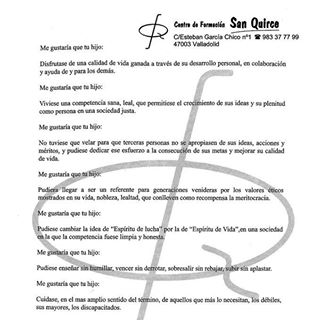 Centro de Formación San Quirce
C/Esteban García Chico nº1 ☎ 983 37 77 99
47003 Valladolid
Me gustaría que tu hijo:
Disfrutase de una calidad de vida ganada a través de su desarrollo personal, en colaboración
y ayuda de y para los demás.
Me gustaría que tu hijo:
Viviese una competencia sana, leal, que permitiese el crecimiento de sus ideas y su plenitud
como persona en una sociedad justa.
Me gustaría que tu hijo:
No tuviese que velar para que terceras personas no se apropiasen de sus ideas, acciones y
méritos, y pudiese dedicar ese esfuerzo a la consecución de sus metas y mejorar su calidad
de vida.
Me gustaría que tu hijo:
Pudiera llegar a ser un referente para generaciones venideras por los valores éticos
mostrados en su vida, nobleza, lealtad, que conlleven como recompensa la meritocracia.
Me gustaría que tu hijo:
Pudiese cambiar la idea de “Espíritu de lucha” por la de “Espíritu de Vida”,en una sociedad
en la que la competencia fuese limpia y honesta.
Me gustaría que tu hijo:
Pudiese enseñar sin humillar, vencer sin derrotar, sobresalir sin rebajar, subir sin aplastar.
Me gustaría que tu hijo:
Cuidase, en el mas amplio sentido del término, de aquellos que más lo necesitan, los débiles,
sus mayores, los discapacitados.